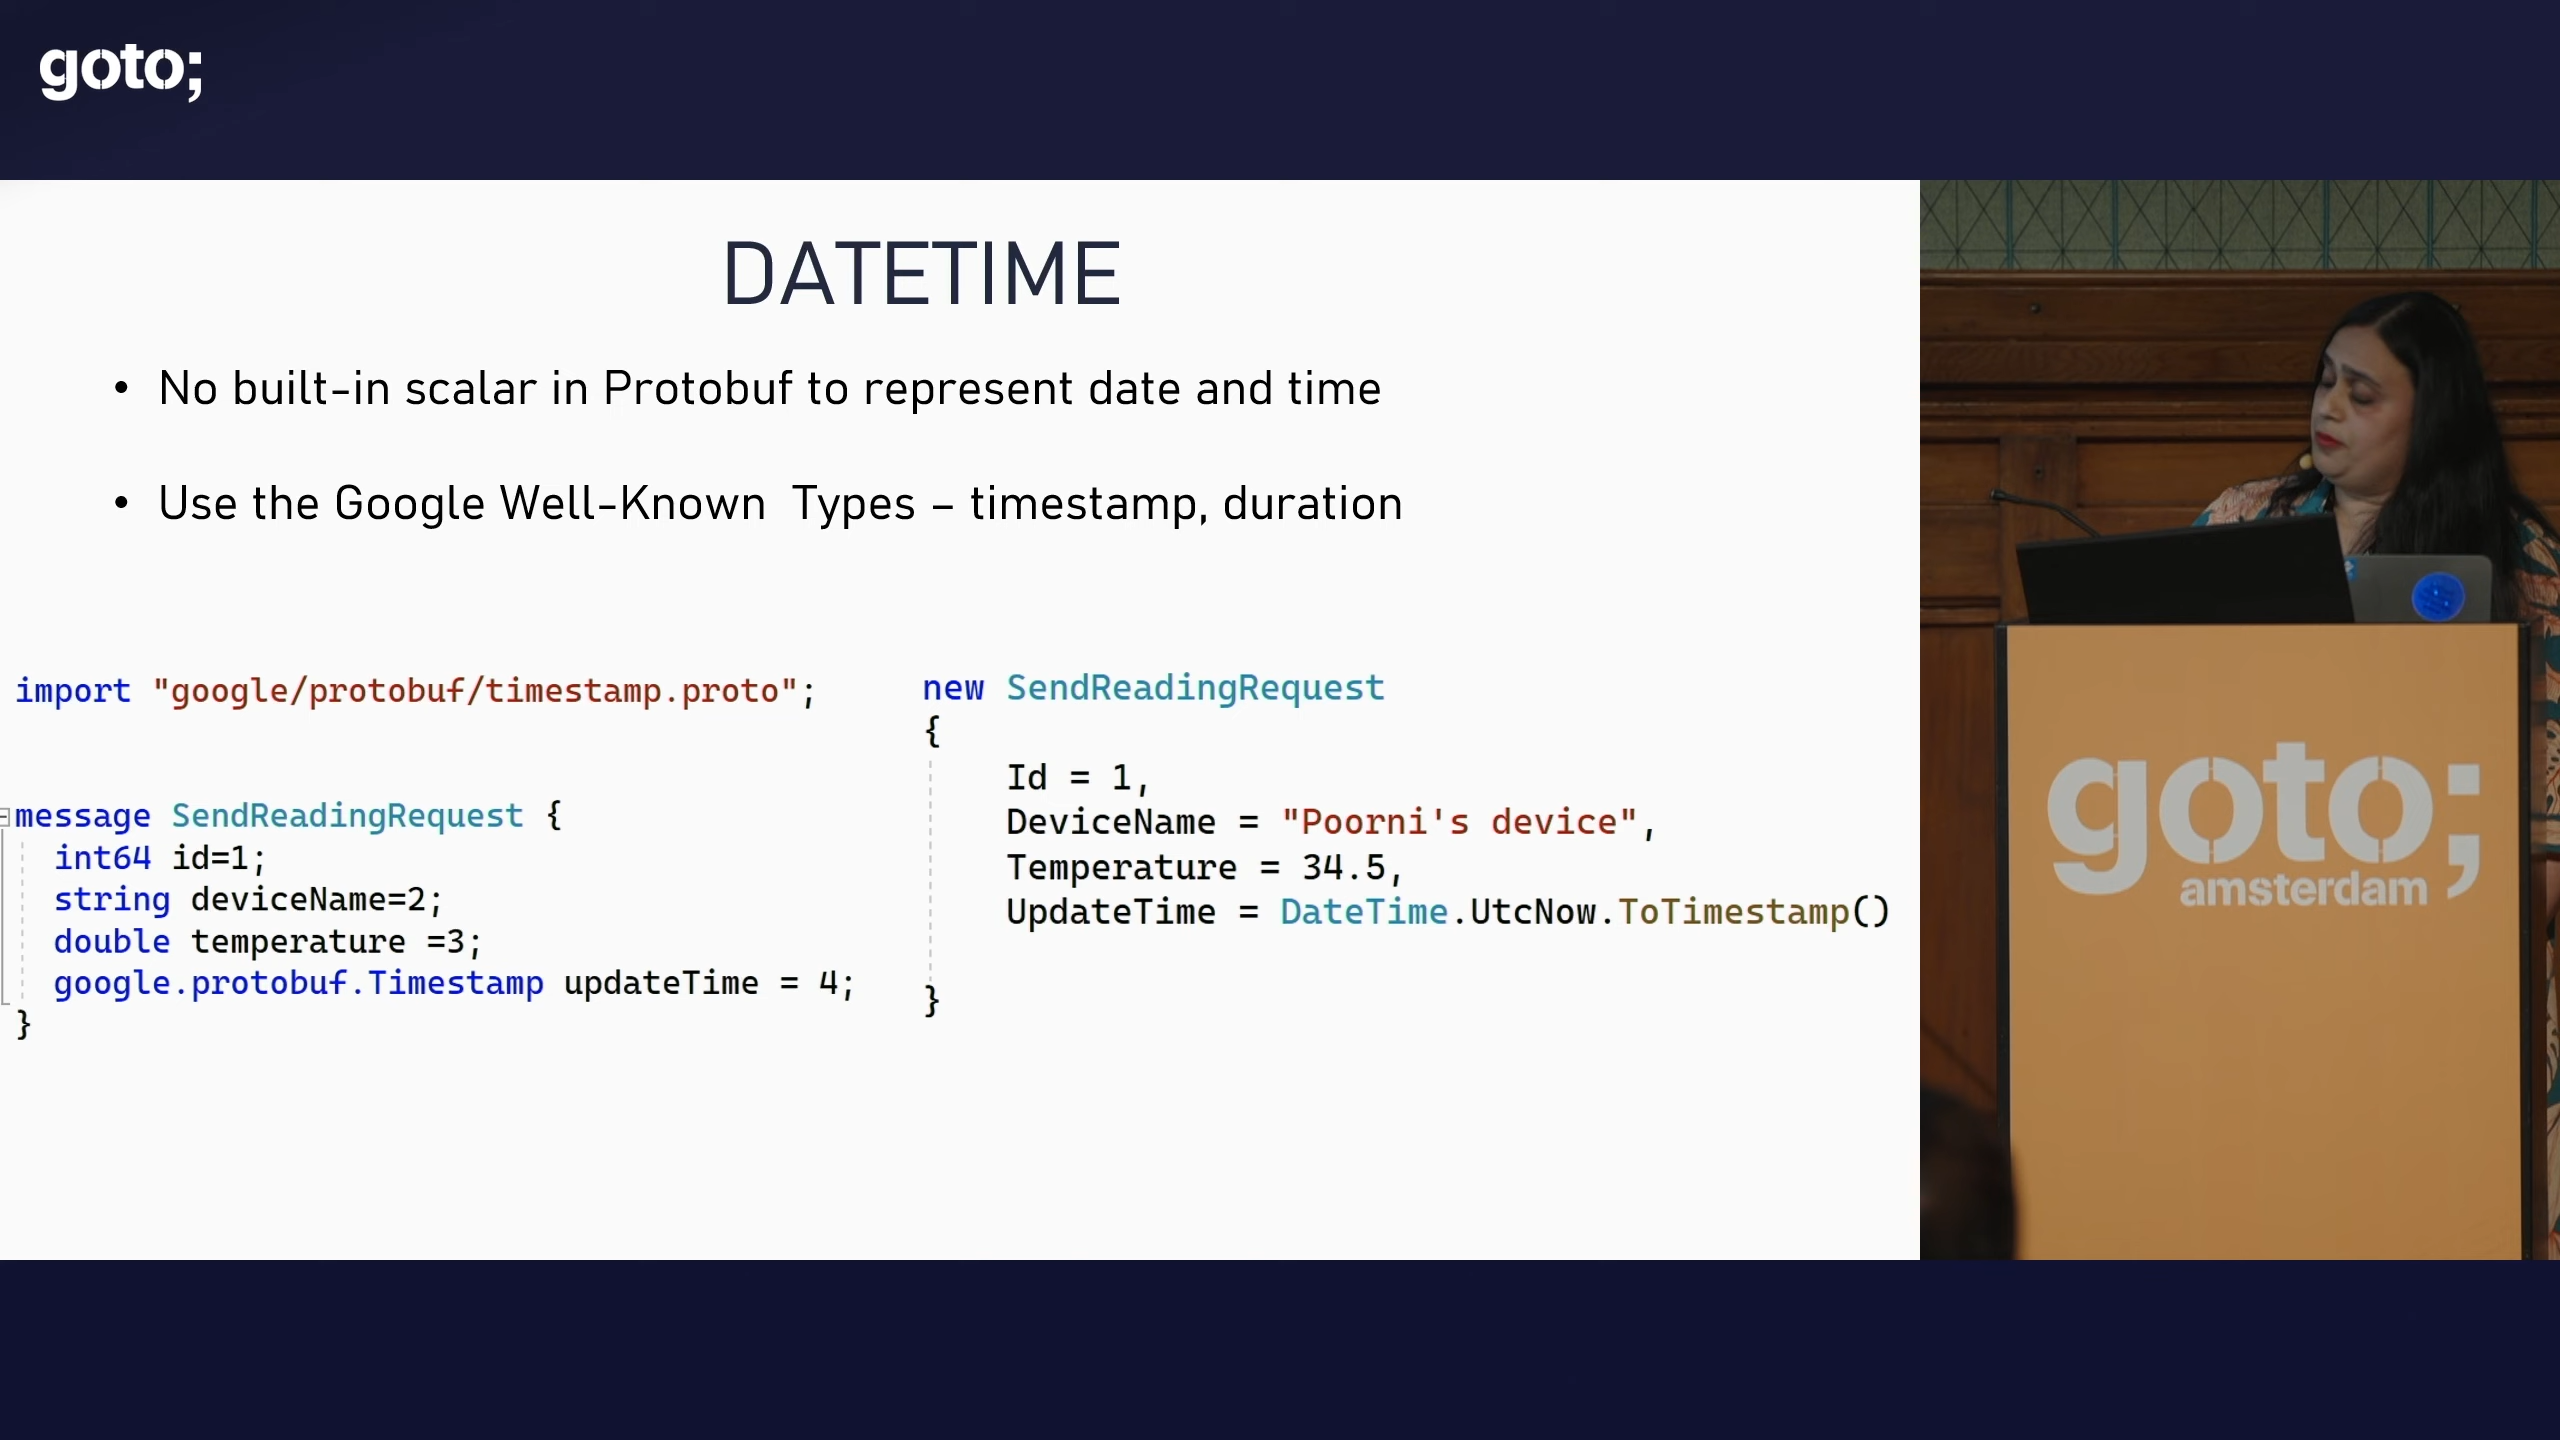 goto;
DATETIME
• No built-in scalar in Protobuf to represent date and time
• Use the Google Well-Known  Types – timestamp, duration
import "google/protobuf/timestamp.proto";
message SendReadingRequest {
int64 id=1;
string deviceName=2;
double temperature =3;
google.protobuf.Timestamp updateTime = 4;
}
new SendReadingRequest
{
Id = 1,
DeviceName = "Poorni's device",
Temperature = 34.5,
UpdateTime = DateTime.UtcNow.ToTimestamp()
}
goto;
amsterdam